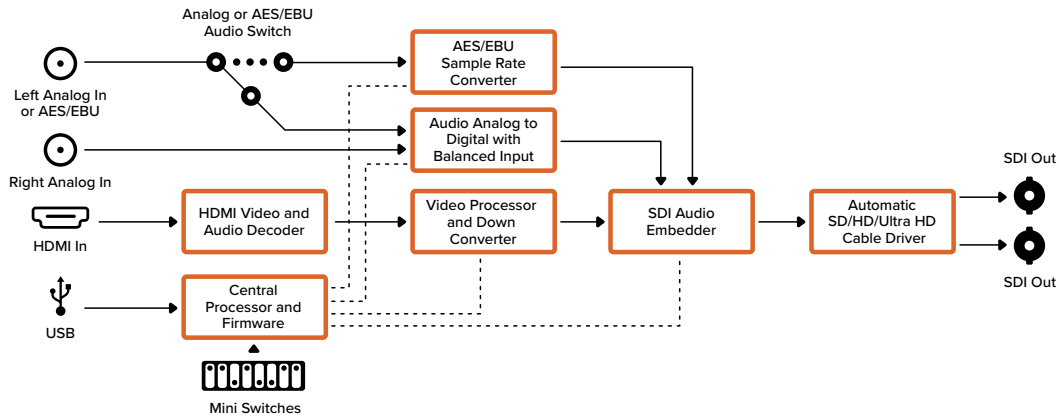 Analog or AES/EBU
Audio Switch
Left Analog In
or AES/EBU
AES/EBU
Sample Rate
Converter
Audio Analog to
Digital with
Balanced Input
Right Analog In
HDMI In
HDMI Video and
Audio Decoder
Video Processor
and Down
Converter
SDI Audio
Embedder
Automatic
SD/HD/Ultra HD
Cable Driver
SDI Out
SDI Out
USB
Central
Processor and
Firmware
Mini Switches